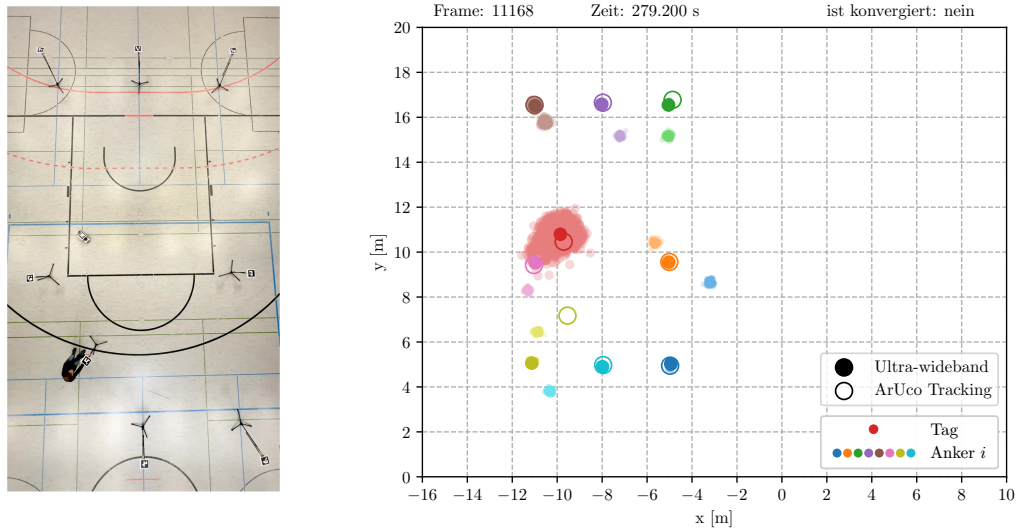 Frame: 11168 Zeit: 279.200 s ist konvergiert: nein
20
18
16
14
12
10
8
6
4
2
0
y [m]
−16 −14 −12 −10 −8 −6 −4 −2 0 2 4 6 8 10
x [m]
Ultra-wideband
ArUco Tracking
Tag
Anker i